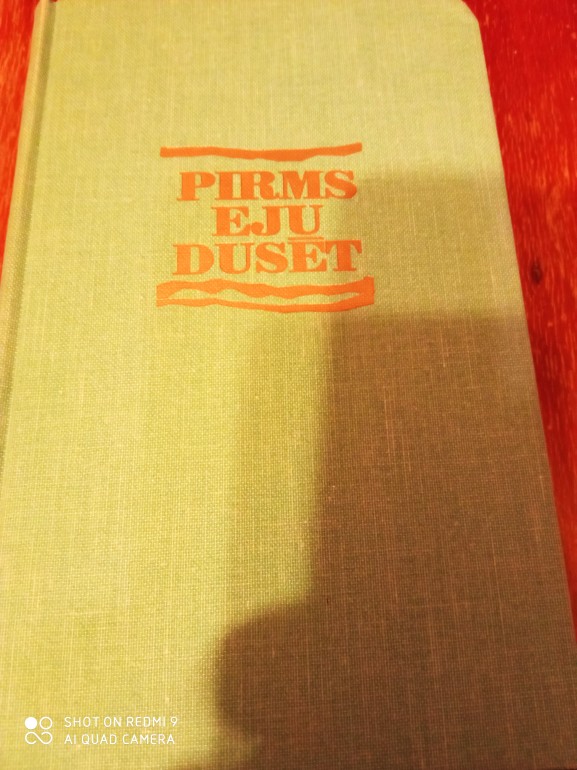 PIRMS
EJU
DUSĒT
SHOT ON REDMI 9
AI QUAD CAMERA